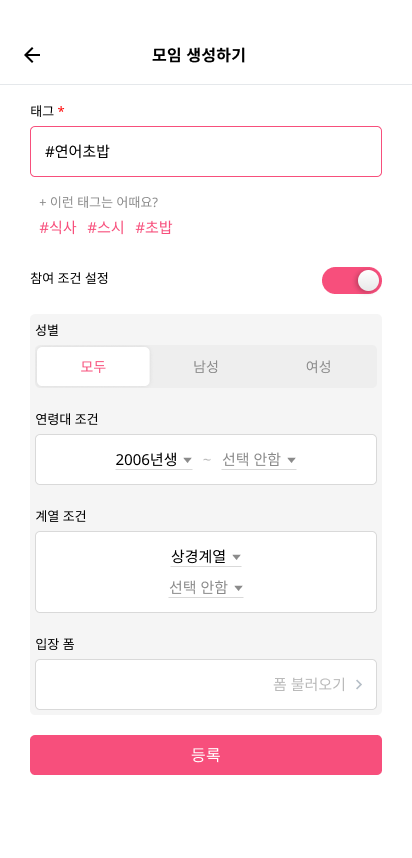 모임 생성하기
태그 *
#연어초밥
+ 이런 태그는 어때요?
#식사 #스시 #초밥
참여 조건 설정
성별
모두 남성 여성
연령대 조건
2006년생 ~ 선택 안함
계열 조건
상경계열
선택 안함
입장 폼
폼 불러오기
등록